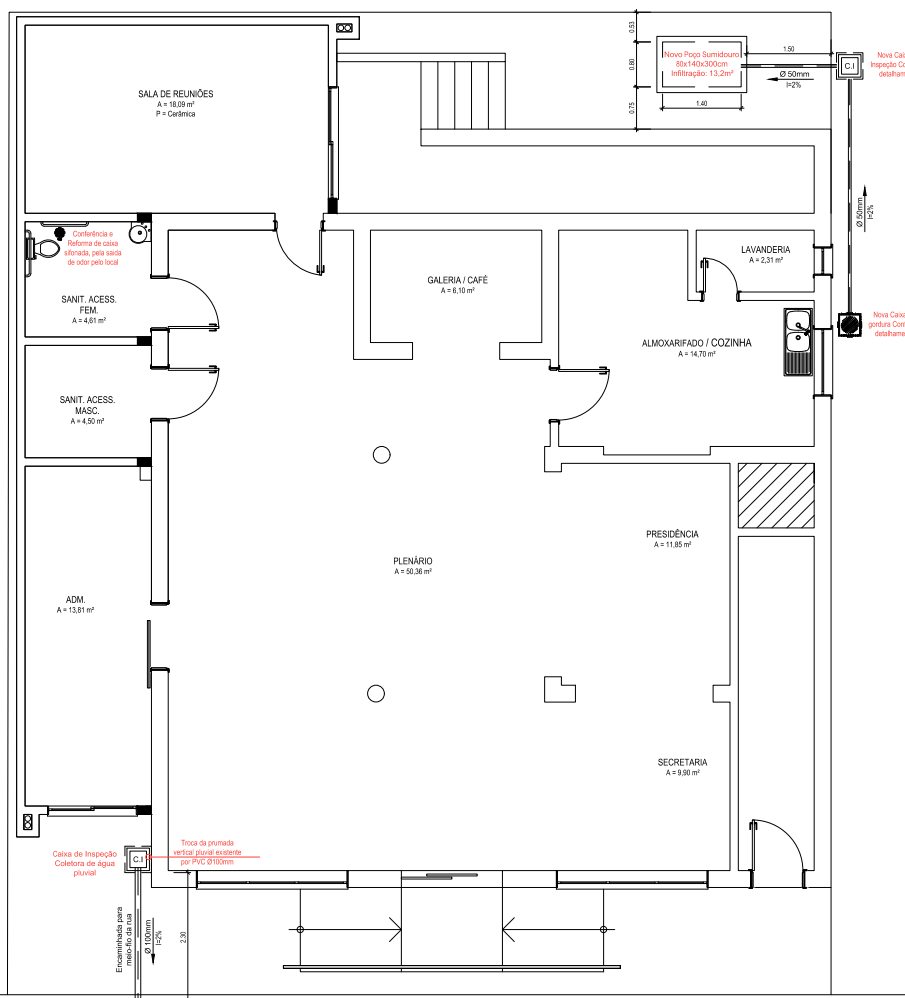 0.53
0.80
0.75
Novo Poço Sumidouro
80x140x300cm
Infiltração: 13,2m²
1.40
1.50
Ø 50mm
I=2%
C.I
Nova Caix
Inspeção Co
detalham
Ø 50mm
I=2%
Nova Caixa
gordura Con
detalhame
SALA DE REUNIÕES
A = 18,09 m²
P = Cerâmica
Conferência e
Reforma de caixa
sifonada, pela saída
de odor pelo local
SANIT. ACESS.
FEM.
A = 4,61 m²
SANIT. ACESS.
MASC.
A = 4,50 m²
GALERIA / CAFÉ
A = 6,10 m²
LAVANDERIA
A = 2,31 m²
ALMOXARIFADO / COZINHA
A = 14,70 m²
PLENÁRIO
A = 50,36 m²
PRESIDÊNCIA
A = 11,85 m²
ADM.
A = 13,81 m²
SECRETARIA
A = 9,90 m²
Caixa de Inspeção
Coletora de água
pluvial
C.I
Troca da prumada
vertical pluvial existente
por PVC Ø100mm
Encaminhada para
meio-fio da rua
Ø 100mm
I=2%
2.30